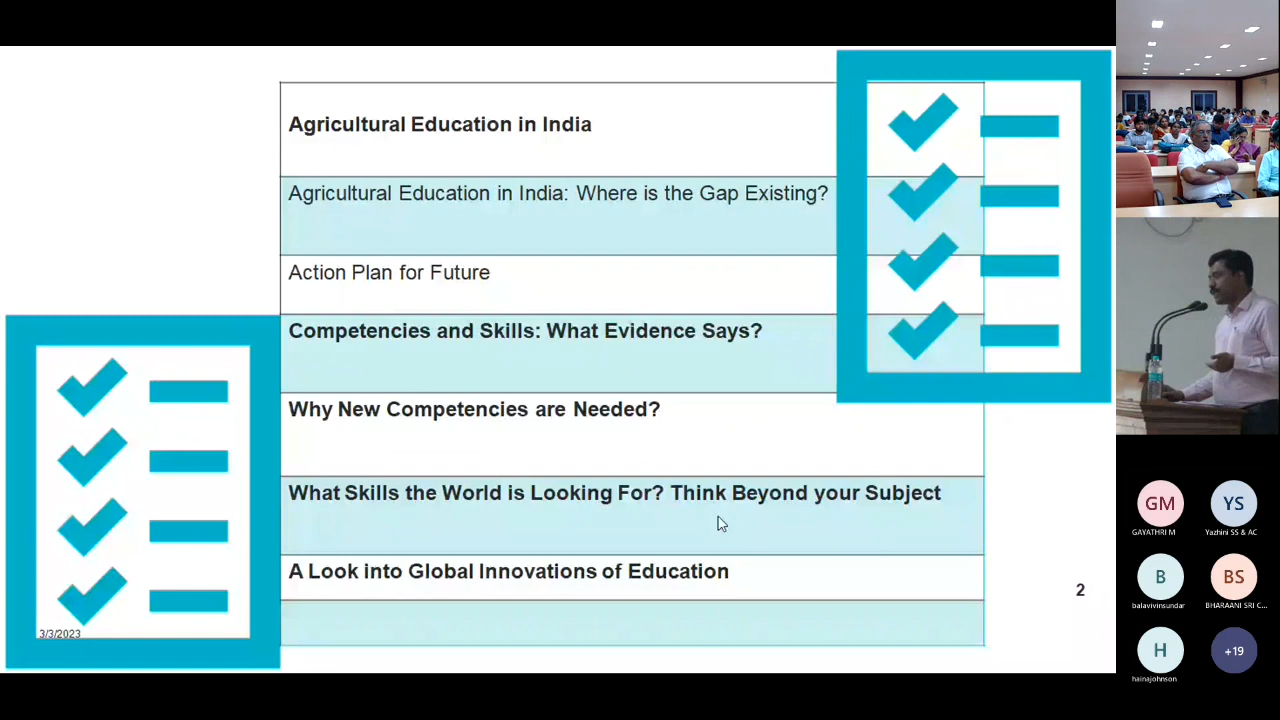 Agricultural Education in India
Agricultural Education in India: Where is the Gap Existing?
Action Plan for Future
Competencies and Skills: What Evidence Says?
Why New Competencies are Needed?
What Skills the World is Looking For? Think Beyond your Subject
A Look into Global Innovations of Education
3/3/2023
2
GM
GAYATHRI M
YS
Yazhini SS & AC
B
balavivinsundar
BS
BHARAANI SRI C...
H
hainajohnson
+19